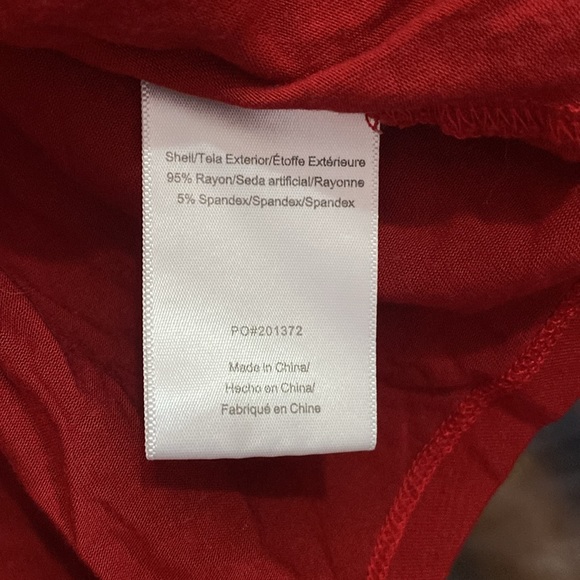 Shell/Tela Exterior/Étoffe Extérieure
95% Rayon/Seda artificial/Rayonne
5% Spandex/Spandex/Spandex
PO#201372
Made in China/
Hecho en China/
Fabriqué en Chine